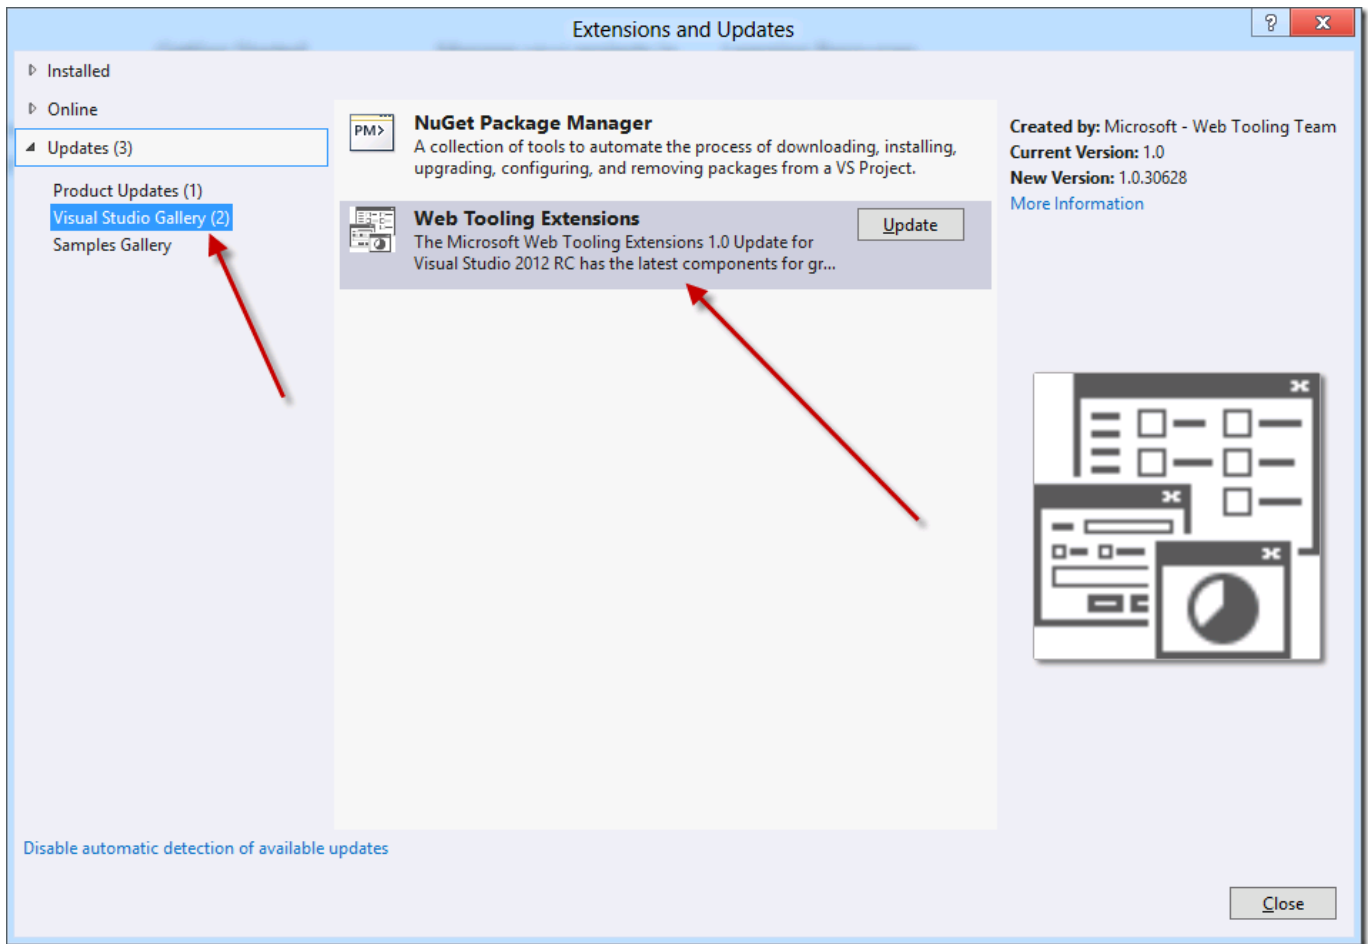 Extensions and Updates
?
x
Installed
Online
Updates (3)
Product Updates (1)
Visual Studio Gallery (2)
Samples Gallery
PM>
NuGet Package Manager
A collection of tools to automate the process of downloading, installing,
upgrading, configuring, and removing packages from a VS Project.
Web Tooling Extensions
Update
The Microsoft Web Tooling Extensions 1.0 Update for
Visual Studio 2012 RC has the latest components for gr...
Created by: Microsoft - Web Tooling Team
Current Version: 1.0
New Version: 1.0.30628
More Information
Disable automatic detection of available updates
Close